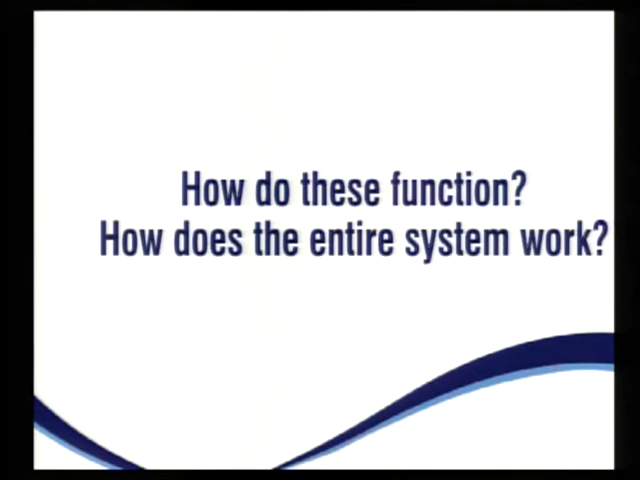 How do these function?
How does the entire system work?